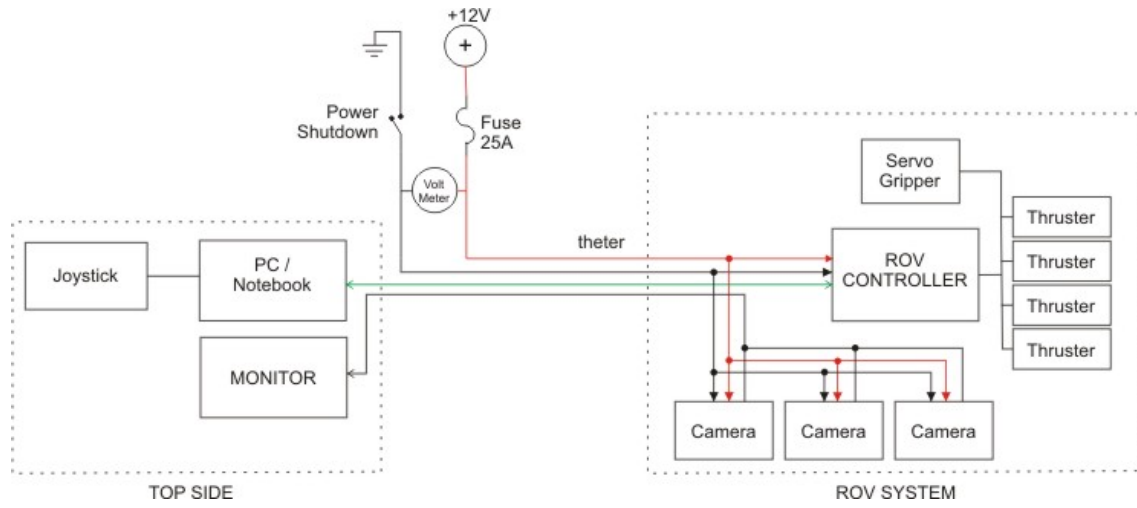 +12V
+
Power
Shutdown
Fuse
25A
Volt
Meter
Servo
Gripper
Thruster
Thruster
Thruster
Thruster
theter
ROV
CONTROLLER
Joystick
PC /
Notebook
MONITOR
Camera
Camera
Camera
TOP SIDE
ROV SYSTEM